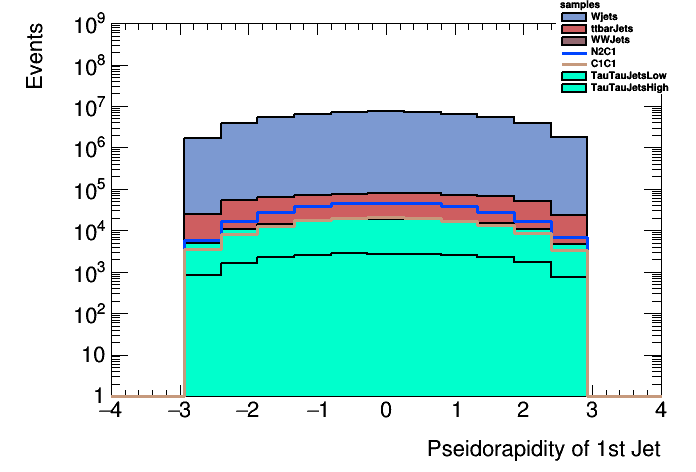 samples
Wjets
ttbarJets
WWJets
N2C1
C1C1
TauTauJetsLow
TauTauJetsHigh
Events
10⁹
10⁸
10⁷
10⁶
10⁵
10⁴
10³
10²
10
1
−4 −3 −2 −1 0 1 2 3 4
Pseidorapidity of 1st Jet